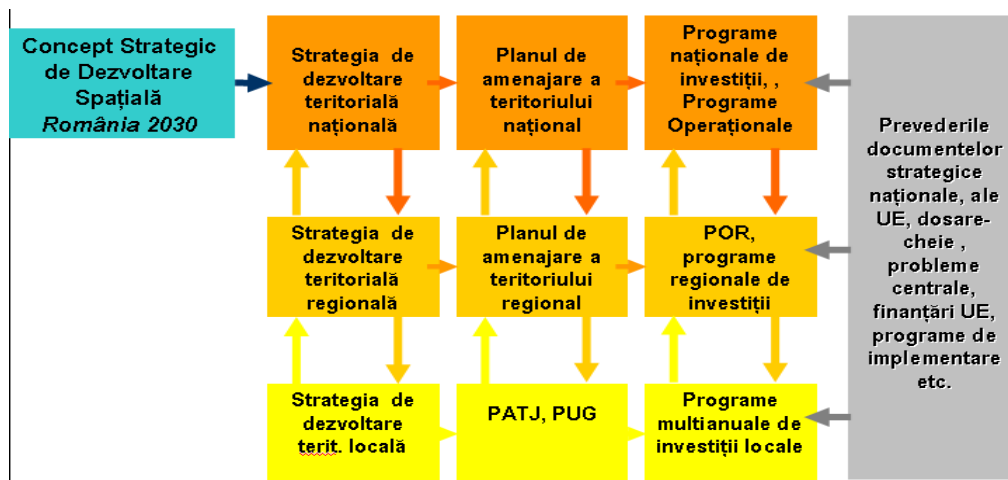 Concept Strategic
de Dezvoltare
Spațială
România 2030
Strategia de
dezvoltare
teritorială
națională
Planul de
amenajare a
teritoriului
național
Programe
naționale de
investiții, ,
Programe
Operaționale
Strategia de
dezvoltare
teritorială
regională
Planul de
amenajare a
teritoriului
regional
POR,
programe
regionale de
investiții
Strategia de
dezvoltare
terit. locală
PATJ, PUG
Programe
multianuale de
investiții locale
Prevederile
documentelor
strategice
naționale, ale
UE, dosare-
cheie ,
probleme
centrale,
finanțări UE,
programe de
implementare
etc.